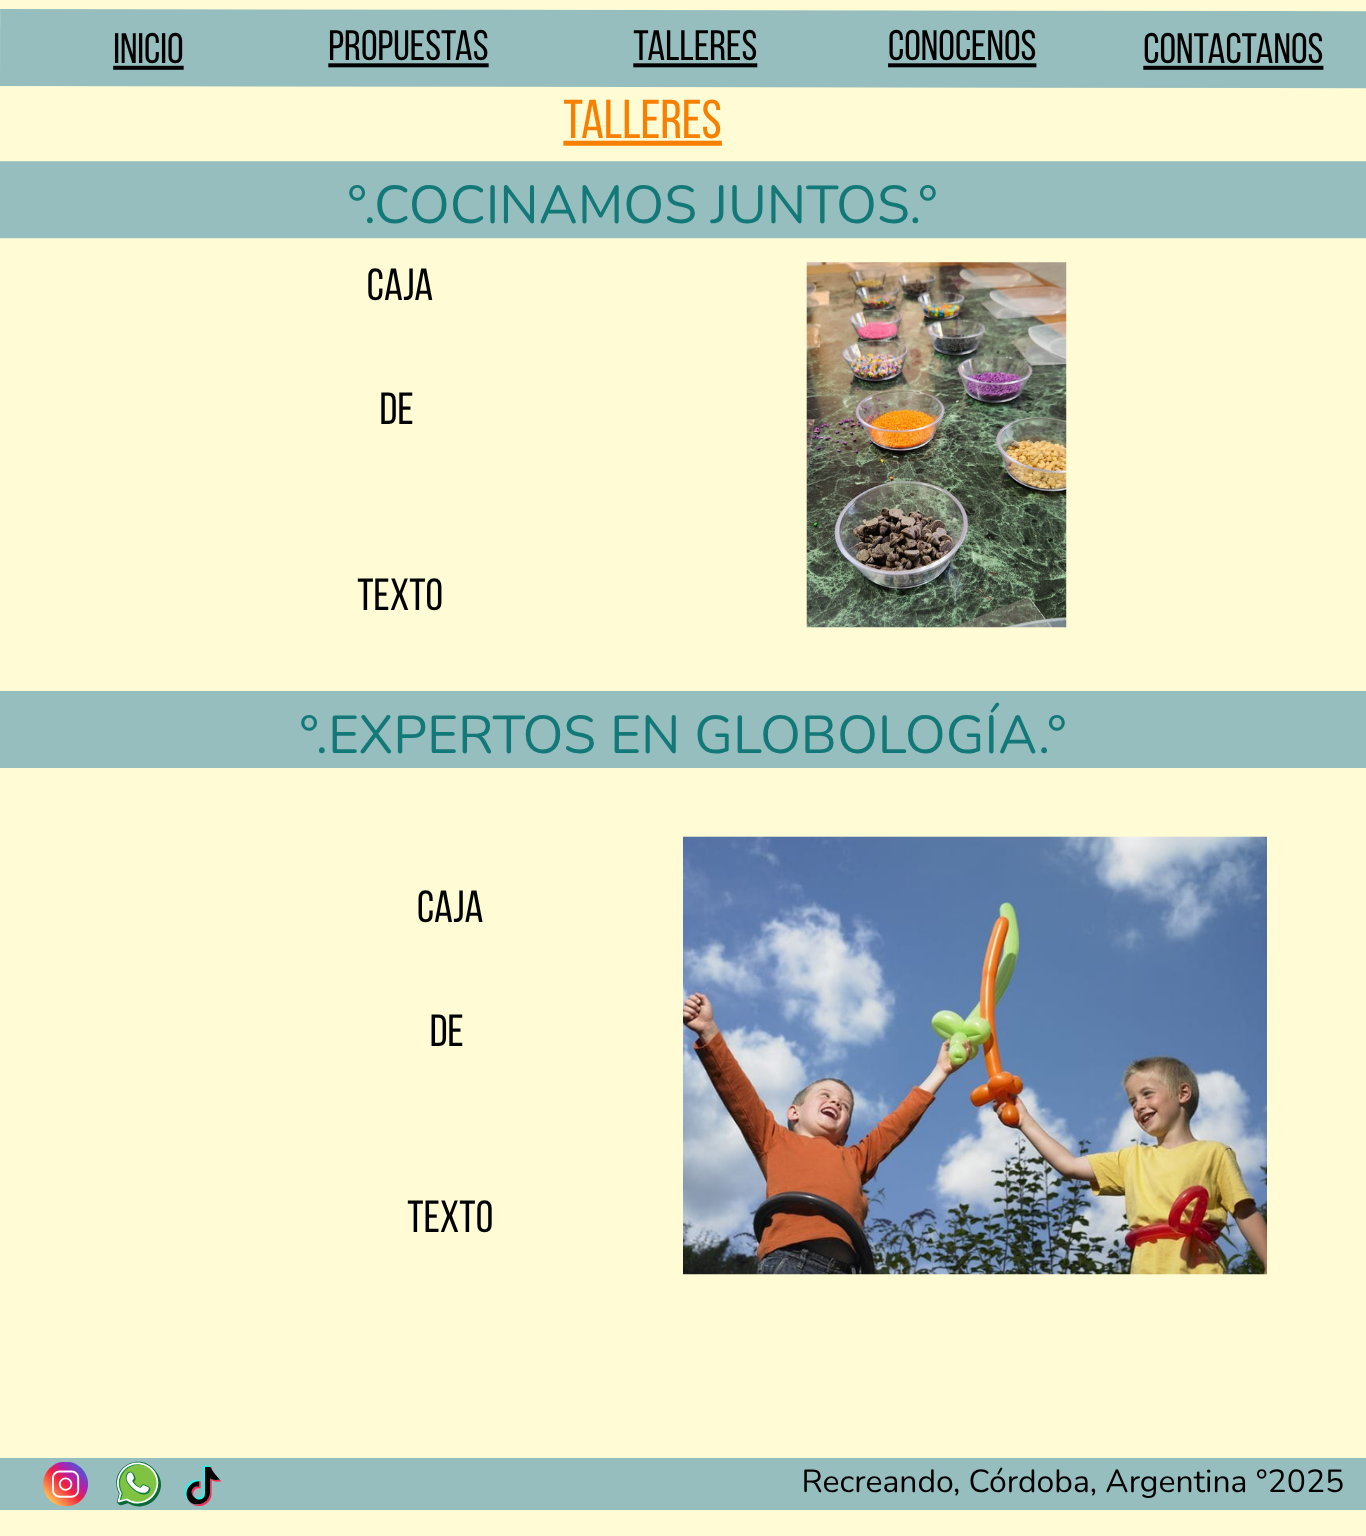 INICIO PROPUESTAS TALLERES CONOCENOS CONTACTANOS
TALLERES
°.COCINAMOS JUNTOS.°
CAJA
DE
TEXTO
°.EXPERTOS EN GLOBOLOGÍA.°
CAJA
DE
TEXTO
Recreando, Córdoba, Argentina °2025